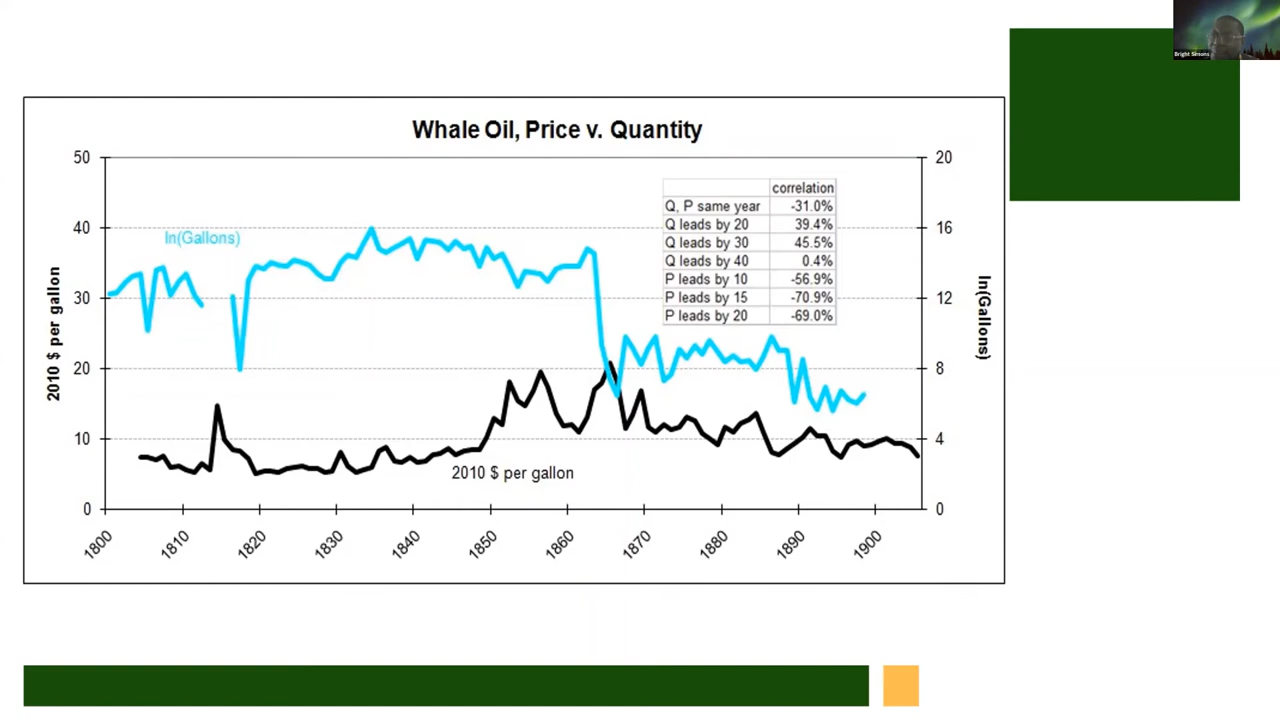 Bright Simons
Whale Oil, Price v. Quantity
50
40
30
20
10
0
2010 $ per gallon
20
16
12
8
4
0
ln(Gallons)
ln(Gallons)
correlation
Q, P same year -31.0%
Q leads by 20 39.4%
Q leads by 30 45.5%
Q leads by 40 0.4%
P leads by 10 -56.9%
P leads by 15 -70.9%
P leads by 20 -69.0%
2010 $ per gallon
1800 1810 1820 1830 1840 1850 1860 1870 1880 1890 1900